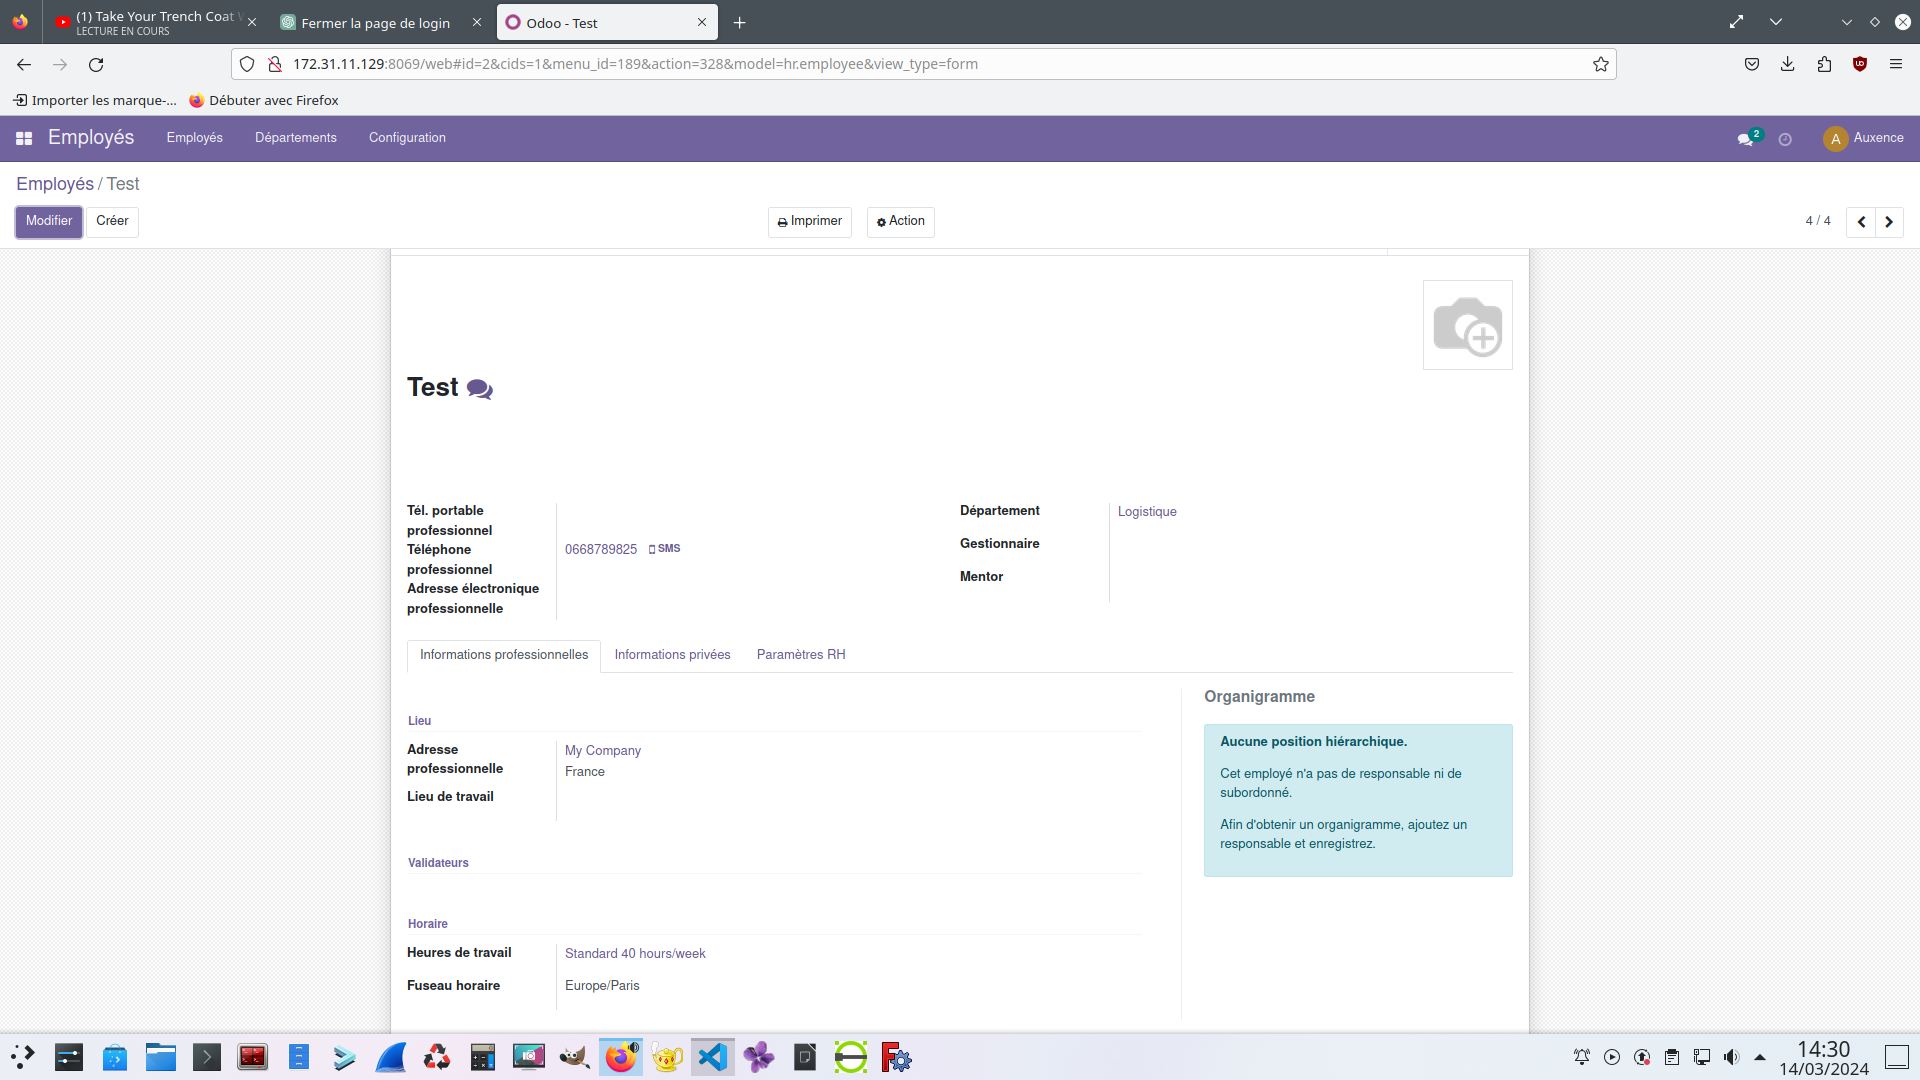 (1) Take Your Trench Coat W
LECTURE EN COURS
Fermer la page de login
Odoo - Test
172.31.11.129:8069/web#id=2&cids=1&menu_id=189&action=328&model=hr.employee&view_type=form
Importer les marque-...
Débuter avec Firefox
Employés
Employés
Départements
Configuration
2
A
Auxence
Employés / Test
Modifier
Créer
Imprimer
Action
4 / 4
Test
Tél. portable
professionnel
Téléphone
professionnel
0668789825
SMS
Adresse électronique
professionnelle
Département
Logistique
Gestionnaire
Mentor
Informations professionnelles
Informations privées
Paramètres RH
Lieu
Adresse
professionnelle
My Company
France
Lieu de travail
Validateurs
Horaire
Heures de travail
Standard 40 hours/week
Fuseau horaire
Europe/Paris
Organigramme
Aucune position hiérarchique.
Cet employé n'a pas de responsable ni de
subordonné.
Afin d'obtenir un organigramme, ajoutez un
responsable et enregistrez.
14:30
14/03/2024